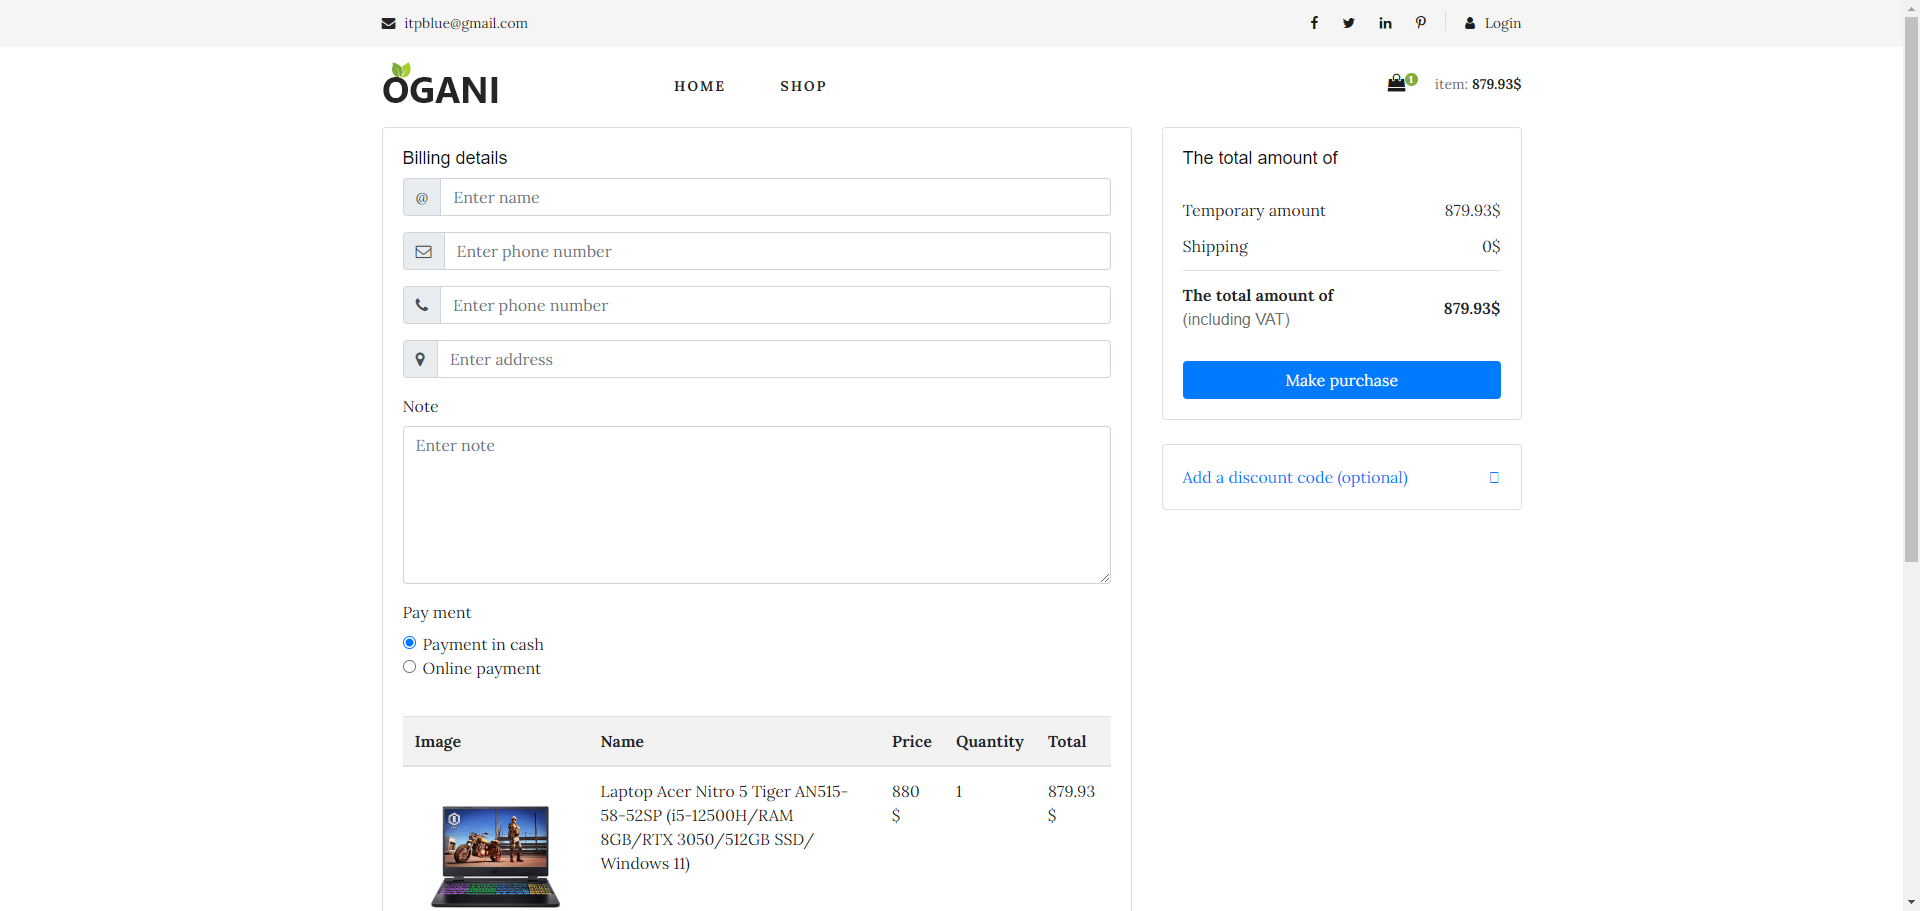 itpblue@gmail.com
Login
OGANI
HOME
SHOP
1
item: 879.93$
Billing details
@
Enter name
Enter phone number
Enter phone number
Enter address
Note
Enter note
Pay ment
Payment in cash
Online payment
Image Name Price Quantity Total
Laptop Acer Nitro 5 Tiger AN515-
58-52SP (i5-12500H/RAM
8GB/RTX 3050/512GB SSD/
Windows 11)
880
$
1
879.93
$
The total amount of
Temporary amount 879.93$
Shipping 0$
The total amount of
(including VAT)
879.93$
Make purchase
Add a discount code (optional)